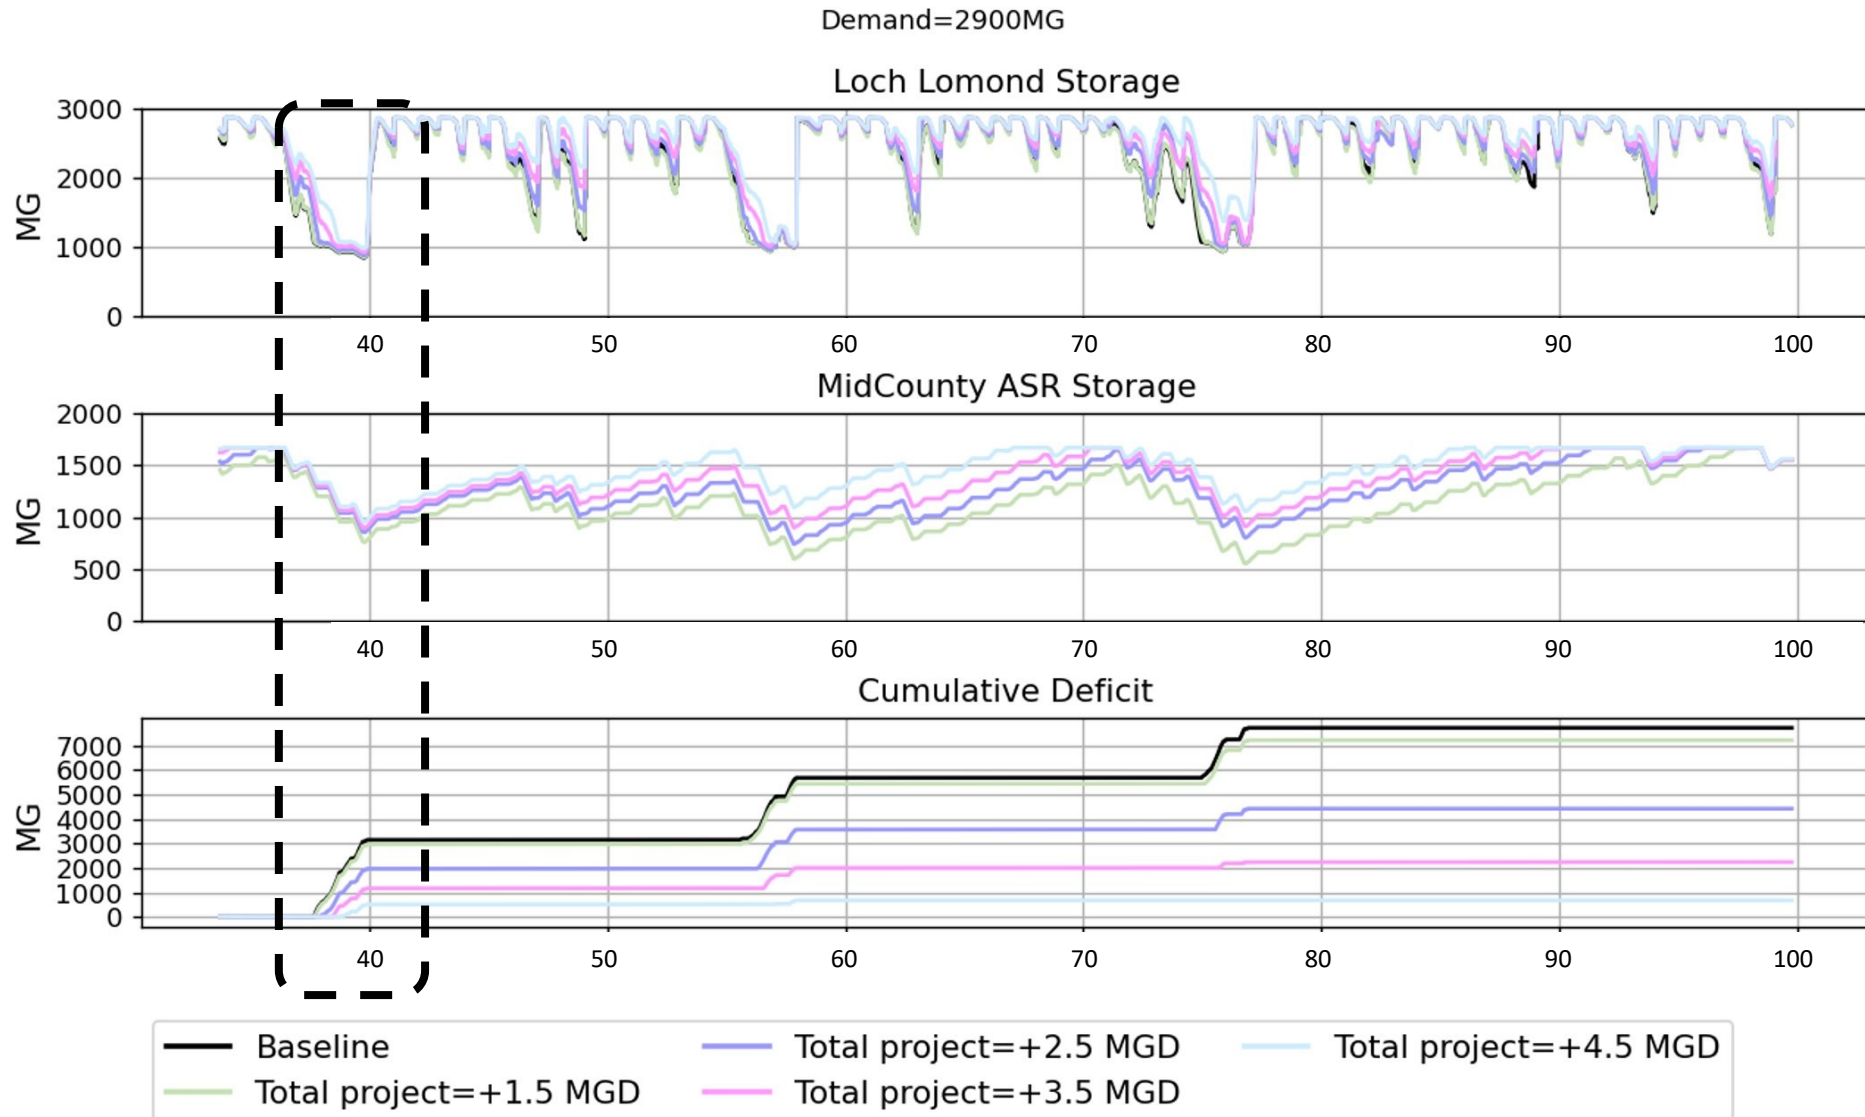 Demand=2900MG
Loch Lomond Storage
3000
2000
1000
0
MG
40 50 60 70 80 90 100
MidCounty ASR Storage
2000
1500
1000
500
0
MG
40 50 60 70 80 90 100
Cumulative Deficit
7000
6000
5000
4000
3000
2000
1000
0
MG
40 50 60 70 80 90 100
Baseline Total project=+2.5 MGD Total project=+4.5 MGD
Total project=+1.5 MGD Total project=+3.5 MGD